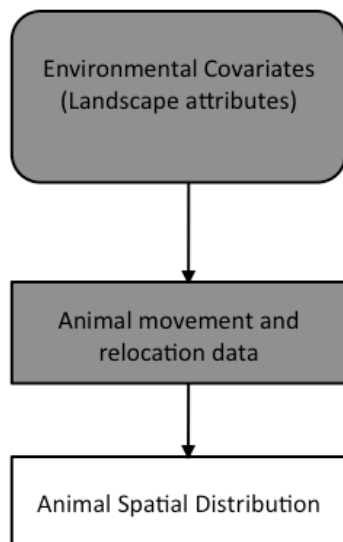 Environmental Covariates
(Landscape attributes)
Animal movement and
relocation data
Animal Spatial Distribution